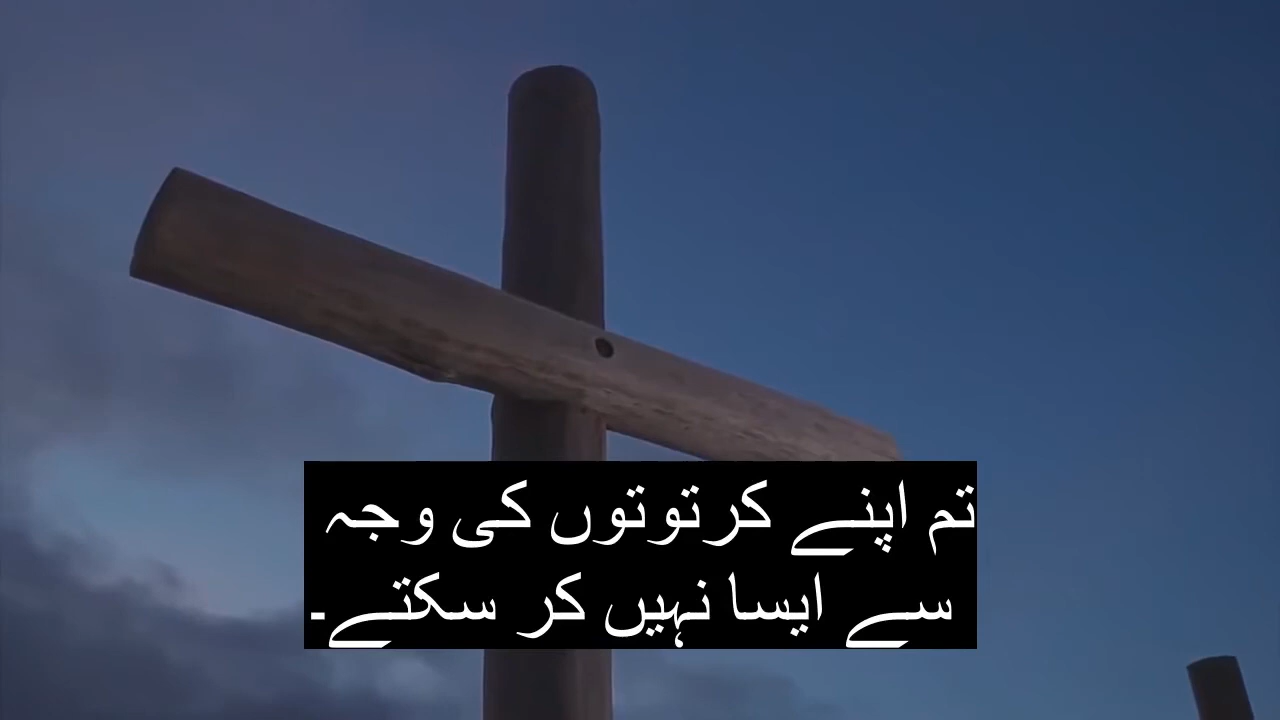 تم اپنے کرتوتوں کی وجہ
سے ایسا نہیں کر سکتے۔